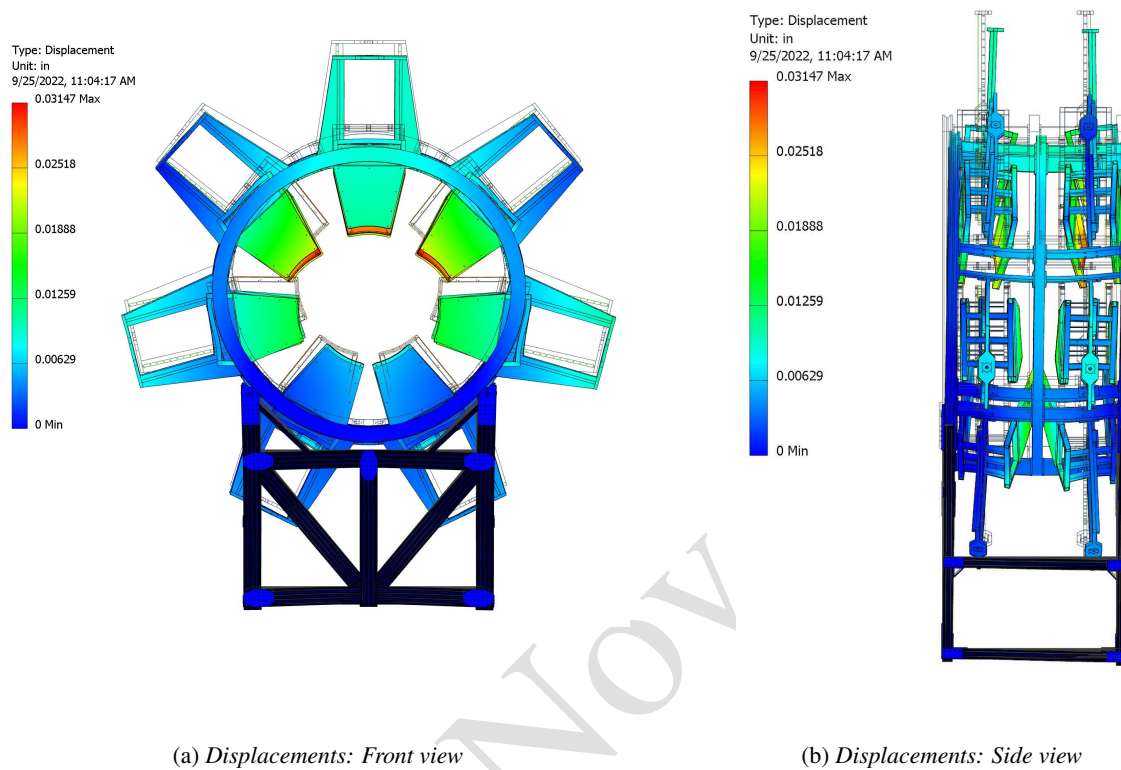 Type: Displacement
Unit: in
9/25/2022, 11:04:17 AM
0.03147 Max
0.02518
0.01888
0.01259
0.00629
0 Min
Type: Displacement
Unit: in
9/25/2022, 11:04:17 AM
0.03147 Max
0.02518
0.01888
0.01259
0.00629
0 Min
Nov
(a) Displacements: Front view
(b) Displacements: Side view